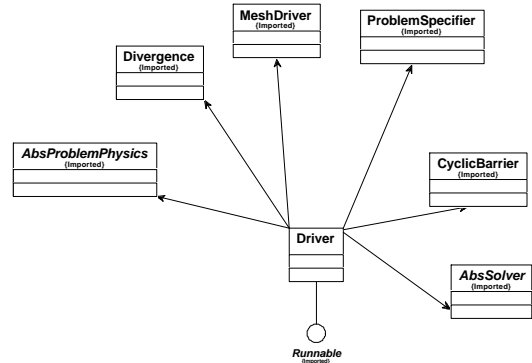 MeshDriver
{Imported}
ProblemSpecifier
{Imported}
Divergence
{Imported}
AbsProblemPhysics
{Imported}
CyclicBarrier
{Imported}
Driver
AbsSolver
{Imported}
Runnable
{Imported}